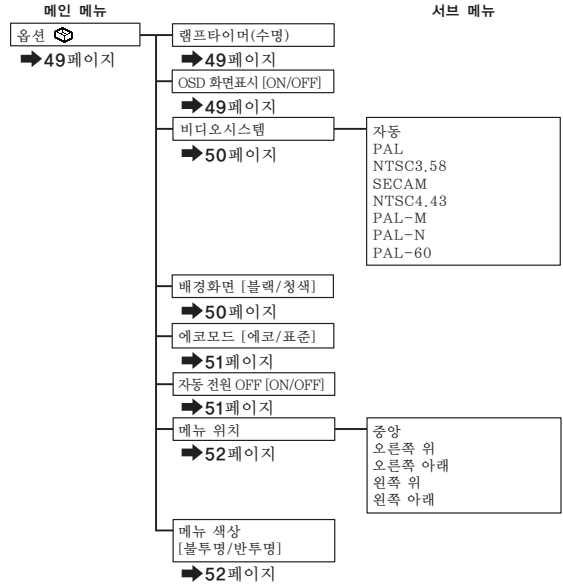 메인 메뉴
서브 메뉴
옵션
➡49페이지
램프타이머(수명)
➡49페이지
OSD 화면표시 [ON/OFF]
➡49페이지
비디오시스템
➡50페이지
자동
PAL
NTSC3.58
SECAM
NTSC4.43
PAL-M
PAL-N
PAL-60
배경화면 [블랙/청색]
➡50페이지
에코모드 [에코/표준]
➡51페이지
자동 전원 OFF [ON/OFF]
➡51페이지
메뉴 위치
➡52페이지
중앙
오른쪽 위
오른쪽 아래
왼쪽 위
왼쪽 아래
메뉴 색상
[불투명/반투명]
➡52페이지